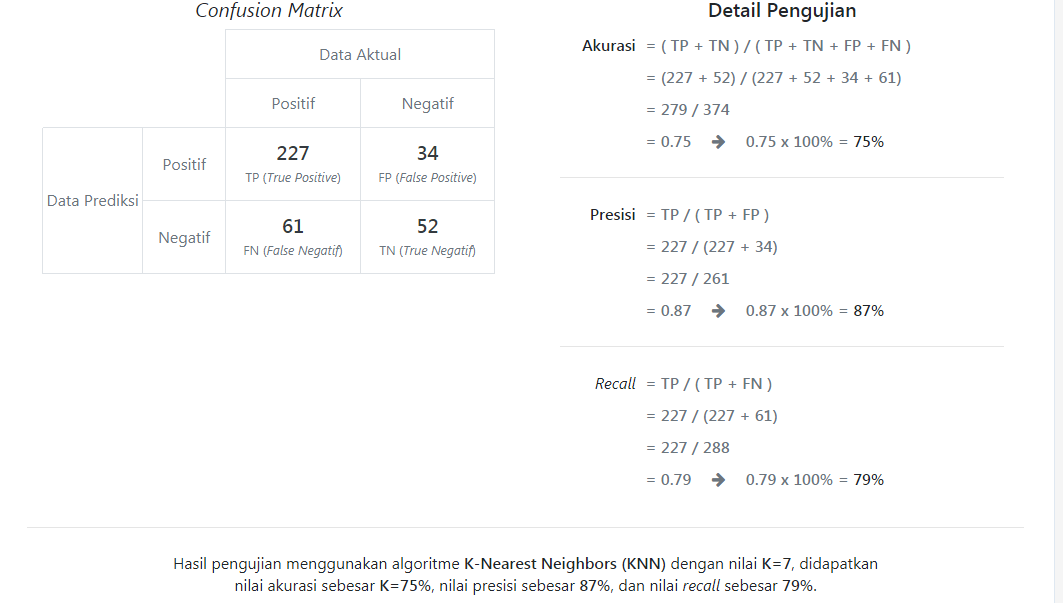 Confusion Matrix
Data Aktual
Positif Negatif
Data Prediksi
Positif
227
TP (True Positive)
34
FP (False Positive)
Negatif
61
FN (False Negatif)
52
TN (True Negatif)
Detail Pengujian
Akurasi = ( TP + TN ) / ( TP + TN + FP + FN )
= (227 + 52) / (227 + 52 + 34 + 61)
= 279 / 374
= 0.75 → 0.75 x 100% = 75%
Presisi = TP / ( TP + FP )
= 227 / (227 + 34)
= 227 / 261
= 0.87 → 0.87 x 100% = 87%
Recall = TP / ( TP + FN )
= 227 / (227 + 61)
= 227 / 288
= 0.79 → 0.79 x 100% = 79%
Hasil pengujian menggunakan algoritme K-Nearest Neighbors (KNN) dengan nilai K=7, didapatkan
nilai akurasi sebesar K=75%, nilai presisi sebesar 87%, dan nilai recall sebesar 79%.